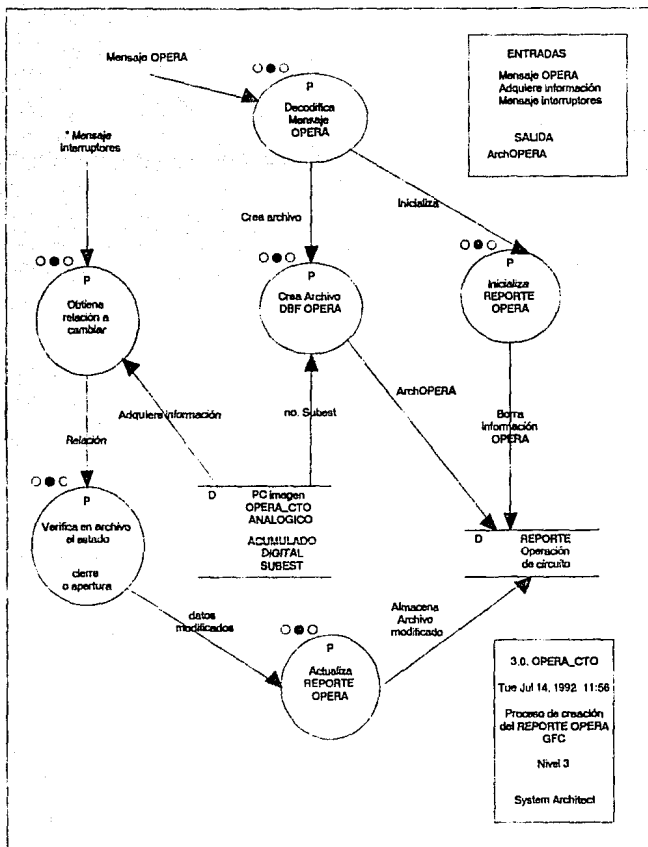 Mensaje OPERA
ENTRADAS
Mensaje OPERA
Adquiere información
Mensaje interruptores
SALIDA
ArchOPERA
P
Decodifica
Mensaje
OPERA
* Mensaje
interruptores
Crea archivo
Inicializa
P
Obtiene
relación a
cambiar
P
Crea Archivo
DBF OPERA
P
Inicializa
REPORTE
OPERA
Adquiere información
no. Subest
ArchOPERA
Borra
información
OPERA
Relación
P
Verifica en archivo
el estado
cierre
o apertura
D
PC imagen
OPERA_CTO
ANALOGICO
ACUMULADO
DIGITAL
SUBEST
D
REPORTE
Operación
de circuito
datos
modificados
Almacena
Archivo
modificado
P
Actualiza
REPORTE
OPERA
3.0. OPERA_CTO
Tue Jul 14, 1992 11:56
Proceso de creación
del REPORTE OPERA
GFC
Nivel 3
System Architect